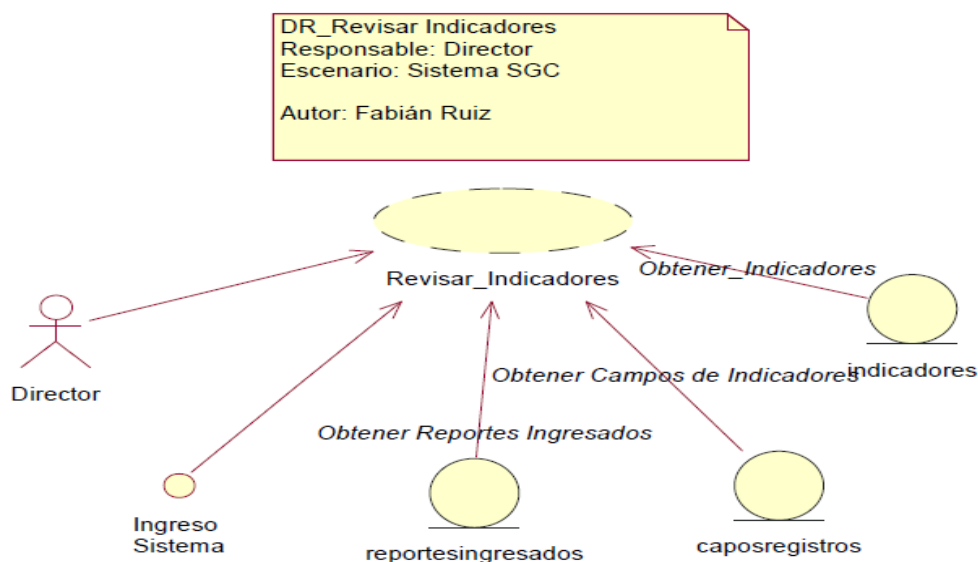 DR_Revisar Indicadores
Responsable: Director
Escenario: Sistema SGC
Autor: Fabián Ruiz
Revisar_Indicadores
Obtener_Indicadores
indicadores
Director
Obtener Campos de Indicadores
Obtener Reportes Ingresados
Ingreso
Sistema
reportesingresados
caposregistros